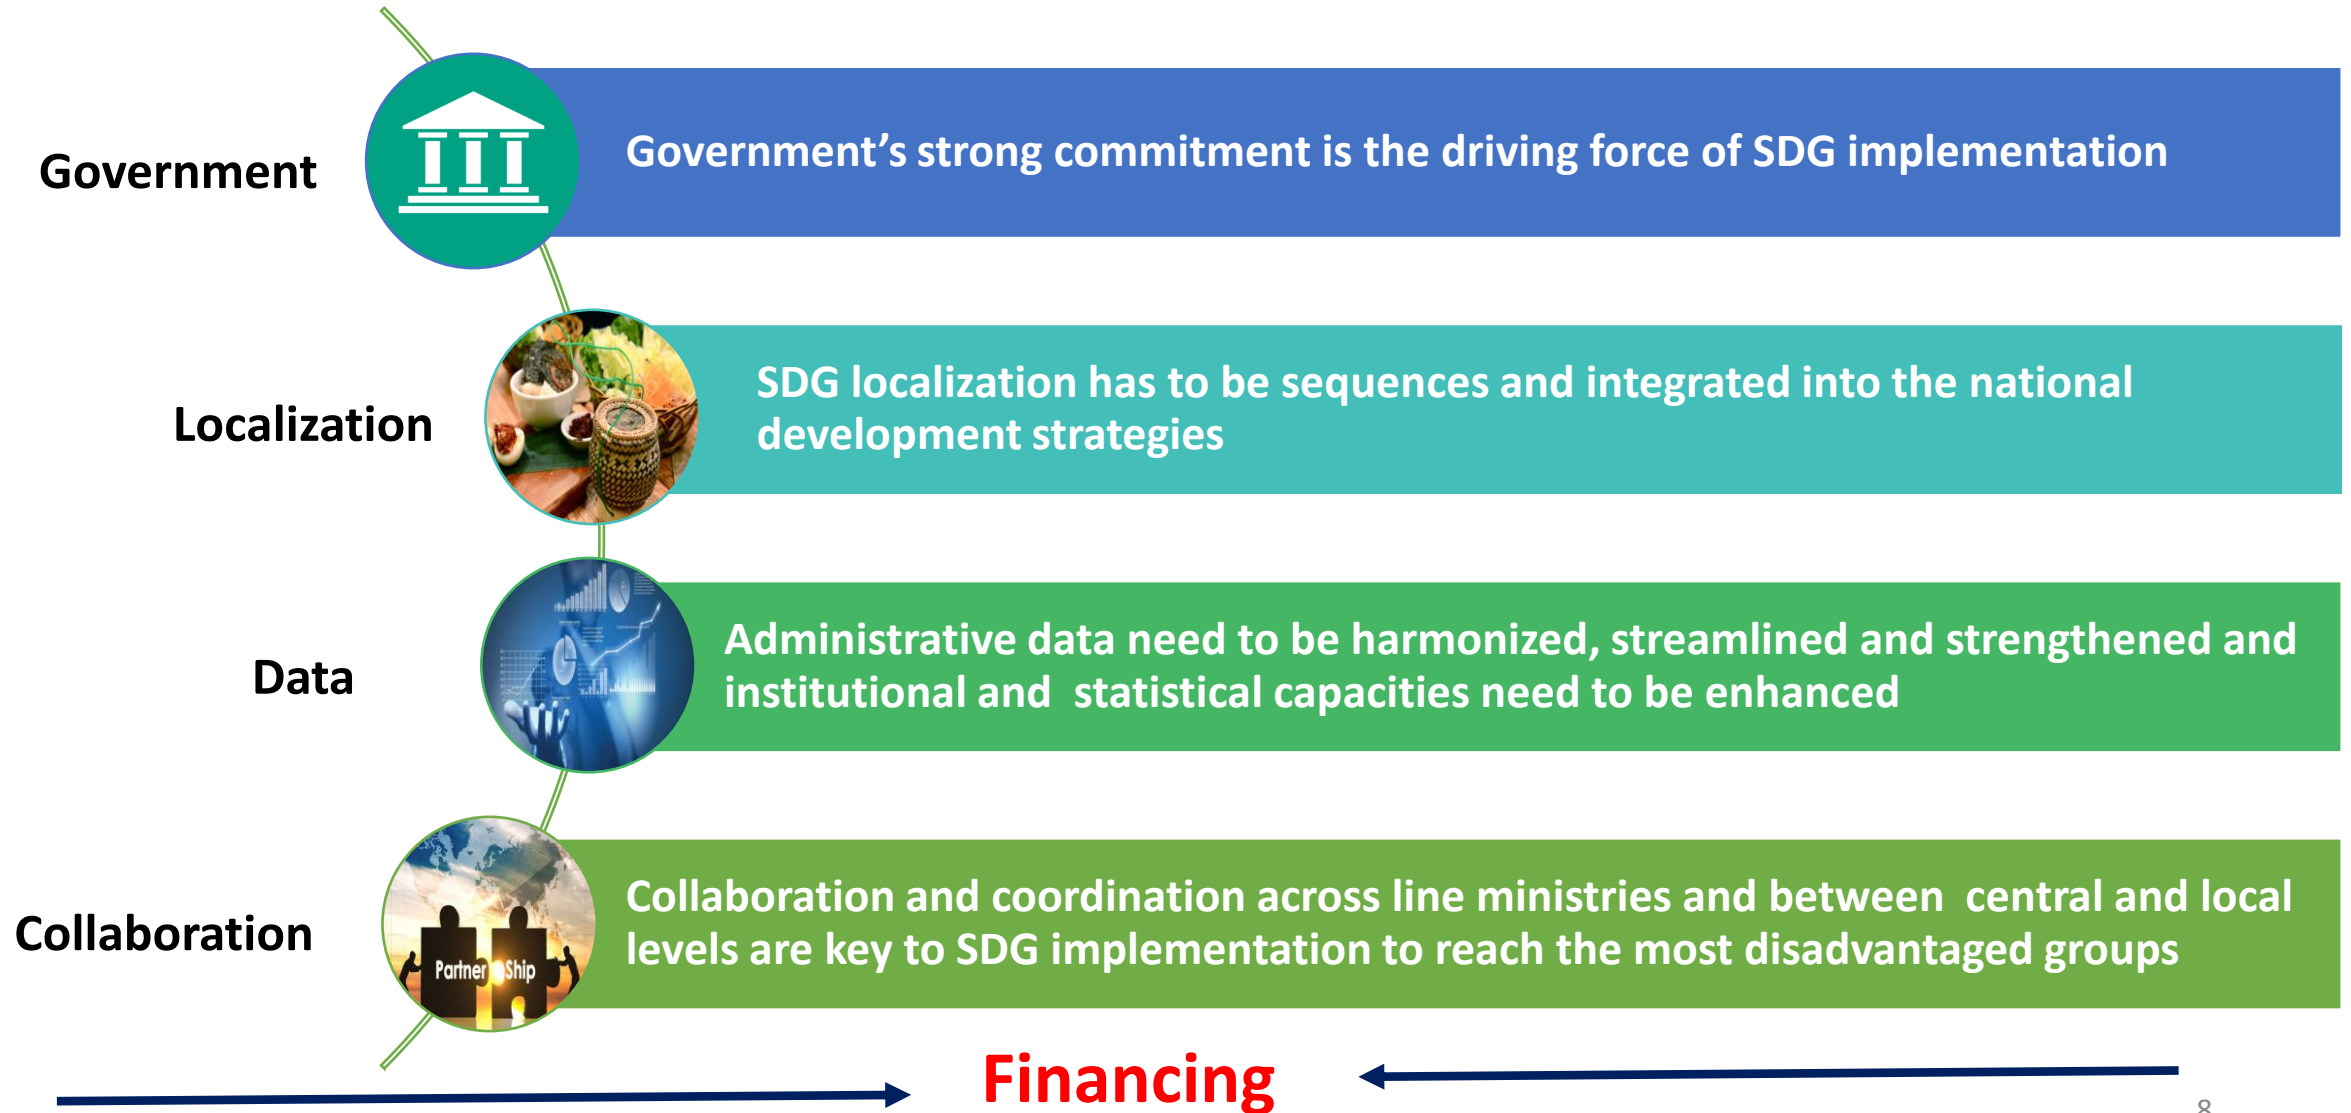 Government
Government’s strong commitment is the driving force of SDG implementation
Localization
SDG localization has to be sequences and integrated into the national
development strategies
Data
Administrative data need to be harmonized, streamlined and strengthened and
institutional and  statistical capacities need to be enhanced
Collaboration
Partner Ship
Collaboration and coordination across line ministries and between  central and local
levels are key to SDG implementation to reach the most disadvantaged groups
Financing
8